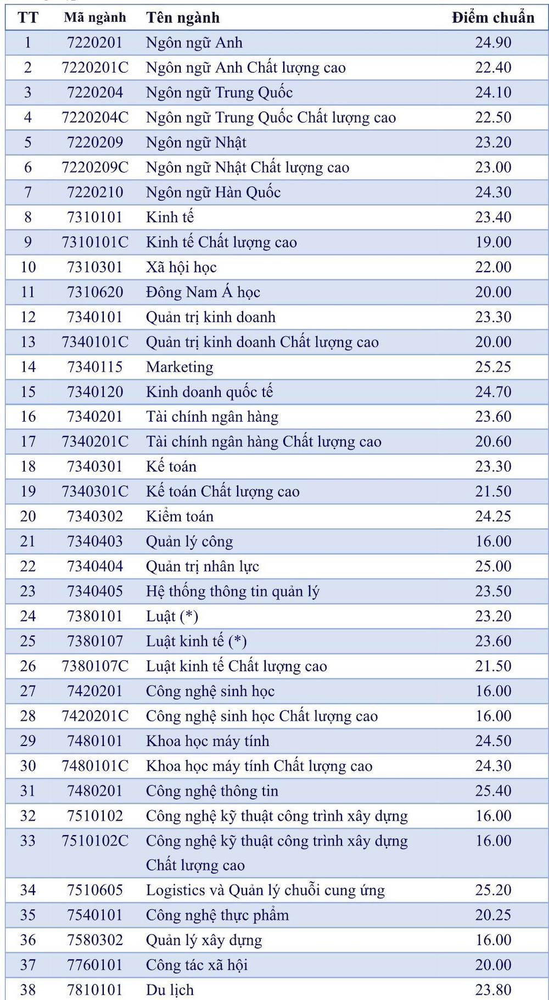 TT Mã ngành Tên ngành Điểm chuẩn
1 7220201 Ngôn ngữ Anh 24.90
2 7220201C Ngôn ngữ Anh Chất lượng cao 22.40
3 7220204 Ngôn ngữ Trung Quốc 24.10
4 7220204C Ngôn ngữ Trung Quốc Chất lượng cao 22.50
5 7220209 Ngôn ngữ Nhật 23.20
6 7220209C Ngôn ngữ Nhật Chất lượng cao 23.00
7 7220210 Ngôn ngữ Hàn Quốc 24.30
8 7310101 Kinh tế 23.40
9 7310101C Kinh tế Chất lượng cao 19.00
10 7310301 Xã hội học 22.00
11 7310620 Đông Nam Á học 20.00
12 7340101 Quản trị kinh doanh 23.30
13 7340101C Quản trị kinh doanh Chất lượng cao 20.00
14 7340115 Marketing 25.25
15 7340120 Kinh doanh quốc tế 24.70
16 7340201 Tài chính ngân hàng 23.60
17 7340201C Tài chính ngân hàng Chất lượng cao 20.60
18 7340301 Kế toán 23.30
19 7340301C Kế toán Chất lượng cao 21.50
20 7340302 Kiểm toán 24.25
21 7340403 Quản lý công 16.00
22 7340404 Quản trị nhân lực 25.00
23 7340405 Hệ thống thông tin quản lý 23.50
24 7380101 Luật (*) 23.20
25 7380107 Luật kinh tế (*) 23.60
26 7380107C Luật kinh tế Chất lượng cao 21.50
27 7420201 Công nghệ sinh học 16.00
28 7420201C Công nghệ sinh học Chất lượng cao 16.00
29 7480101 Khoa học máy tính 24.50
30 7480101C Khoa học máy tính Chất lượng cao 24.30
31 7480201 Công nghệ thông tin 25.40
32 7510102 Công nghệ kỹ thuật công trình xây dựng 16.00
33 7510102C Công nghệ kỹ thuật công trình xây dựng 16.00
Chất lượng cao
34 7510605 Logistics và Quản lý chuỗi cung ứng 25.20
35 7540101 Công nghệ thực phẩm 20.25
36 7580302 Quản lý xây dựng 16.00
37 7760101 Công tác xã hội 20.00
38 7810101 Du lịch 23.80